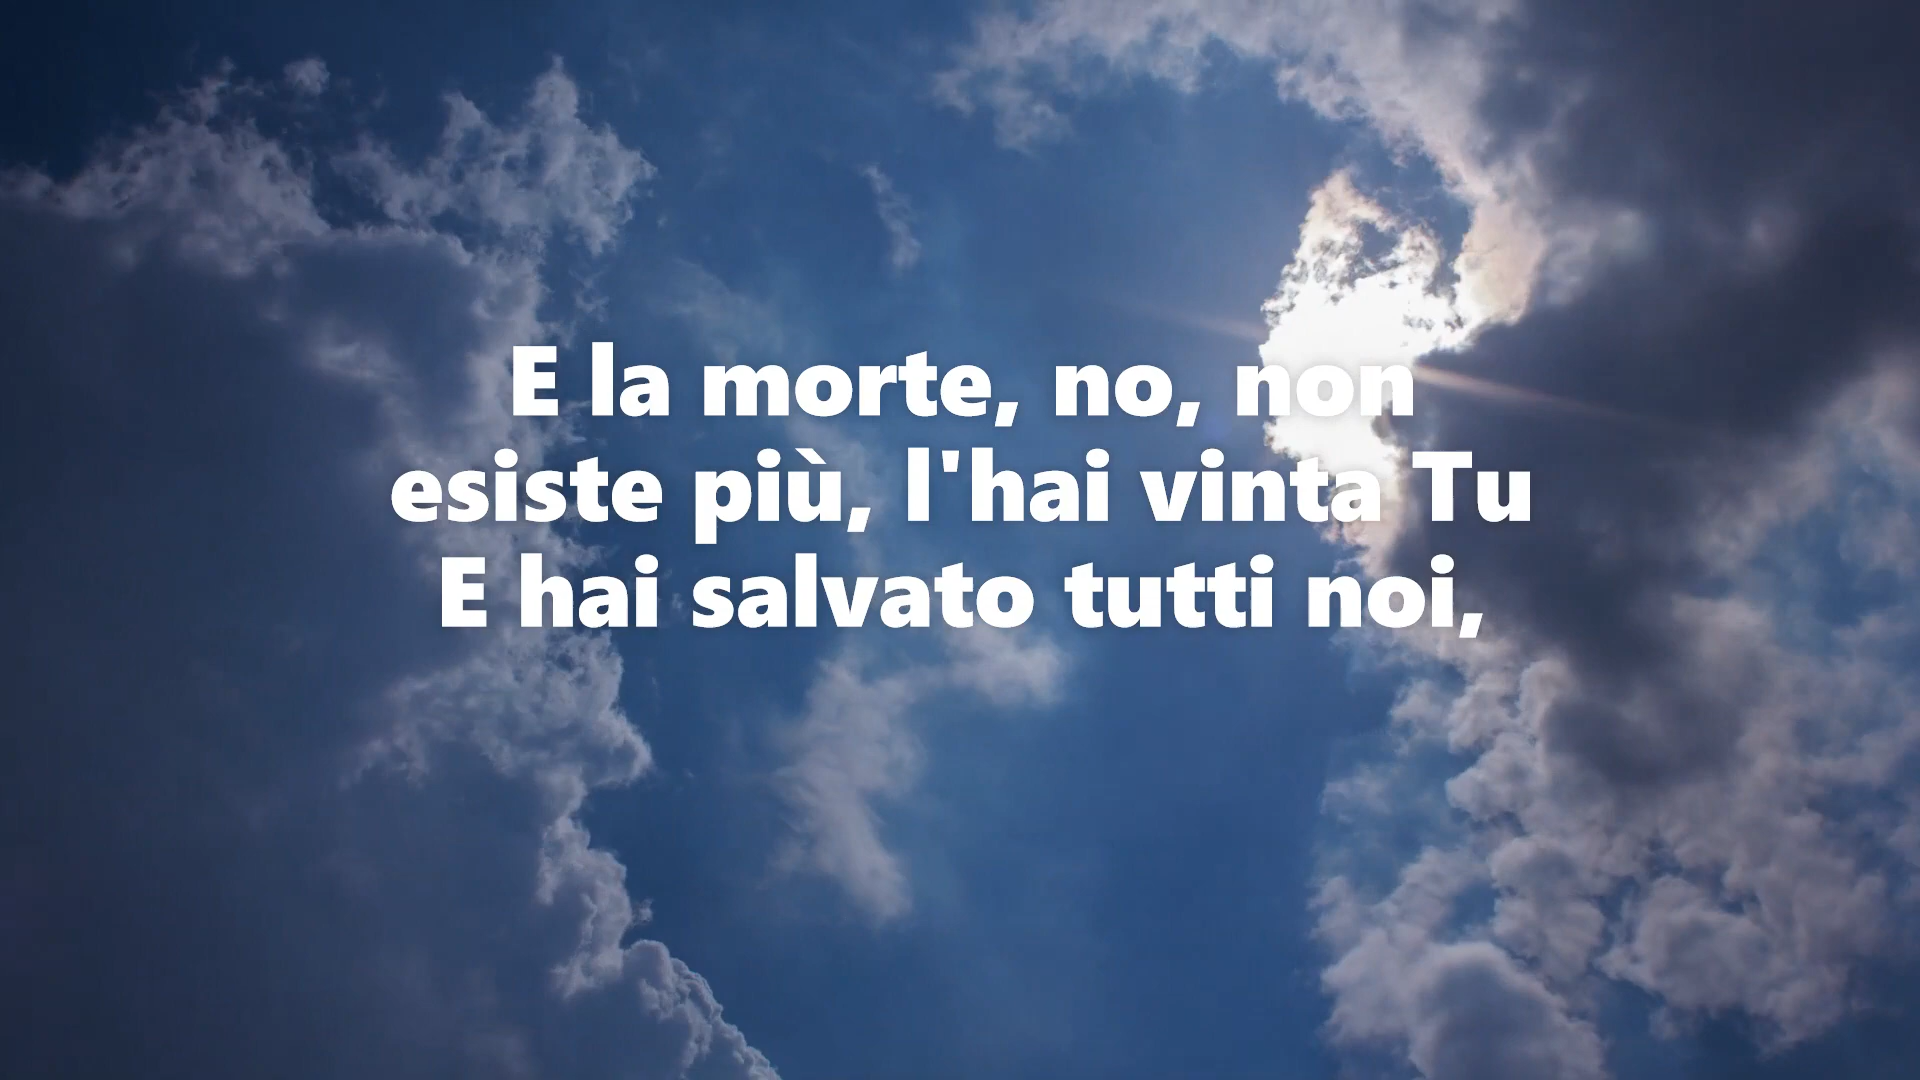 E la morte, no, non
esiste più, l'hai vinta Tu
E hai salvato tutti noi,